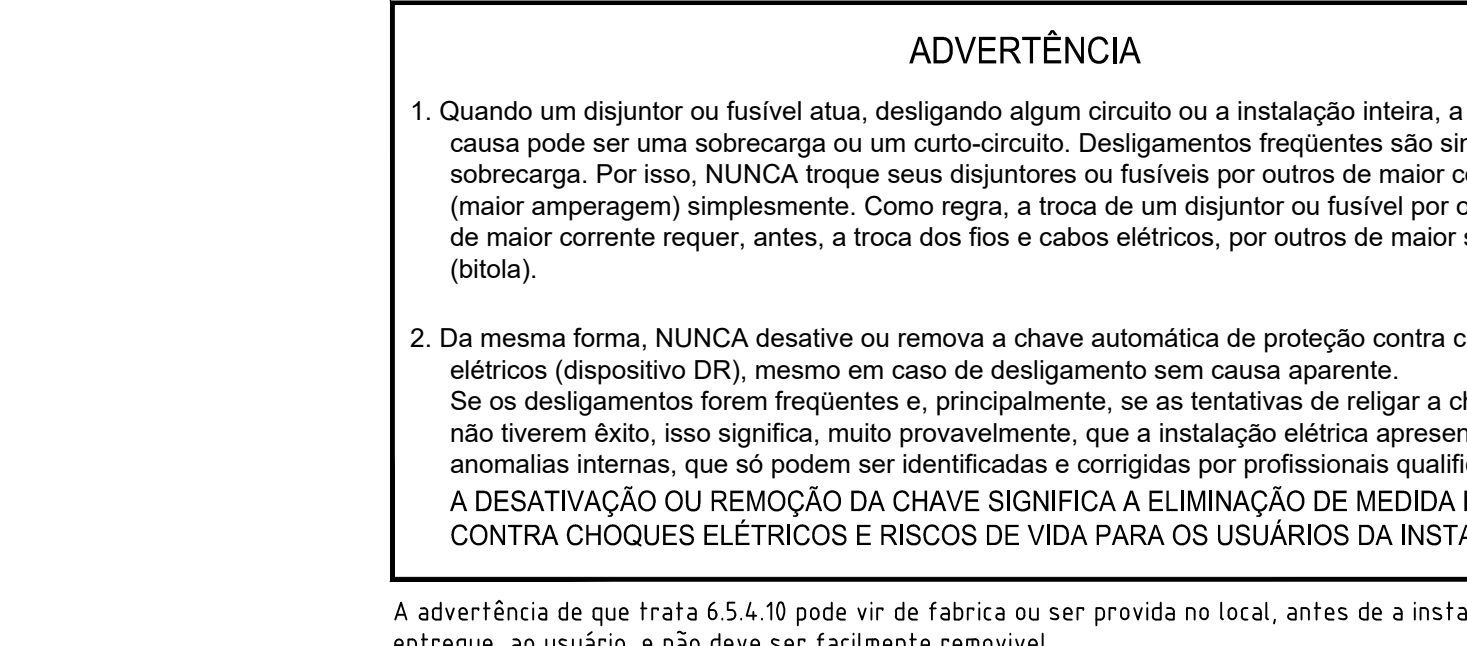 ADVERTÊNCIA
1. Quando um disjuntor ou fusível atua, desligando algum circuito ou a instalação inteira, a
causa pode ser uma sobrecarga ou um curto-circuito. Desligamentos freqüentes são
sobrecarga. Por isso, NUNCA troque seus disjuntores ou fusíveis por outros de maior
(maior amperagem) simplesmente. Como regra, a troca de um disjuntor ou fusível por
de maior corrente requer, antes, a troca dos fios e cabos elétricos, por outros de maior
(bitola).
2. Da mesma forma, NUNCA desative ou remova a chave automática de proteção contra
elétricos (dispositivo DR), mesmo em caso de desligamento sem causa aparente.
Se os desligamentos forem freqüentes e, principalmente, se as tentativas de religar a
não tiverem êxito, isso significa, muito provavelmente, que a instalação elétrica
anomalias internas, que só podem ser identificadas e corrigidas por profissionais
A DESATIVAÇÃO OU REMOÇÃO DA CHAVE SIGNIFICA A ELIMINAÇÃO DE MEDIDA
CONTRA CHOQUES ELÉTRICOS E RISCOS DE VIDA PARA OS USUÁRIOS DA
A advertência de que trata 6.5.4.10 pode vir de fabrica ou ser provida no local, antes de a
entregue, ao usuário, e não deve ser facilmente removivel